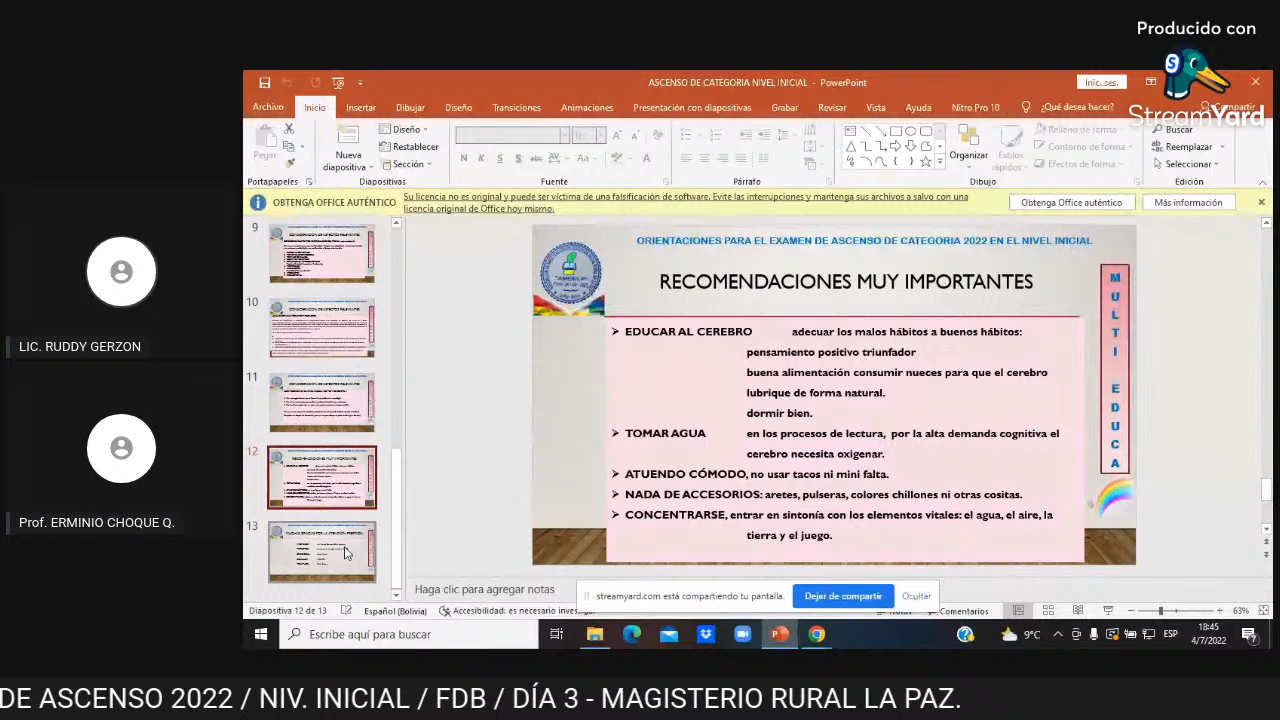 Producido con
StreamYard
ASCENSO DE CATEGORIA NIVEL INICIAL - PowerPoint
Inic. ses.
Archivo Inicio Insertar Dibujar Diseño Transiciones Animaciones Presentación con diapositivas Grabar Revisar Vista Ayuda Nitro Pro 10 ¿Qué desea hacer? Compartir
Pegar
Nueva diapositiva
Diseño
Restablecer
Sección
N K S S abc AV Aa A
Organizar
Estilos rápidos
Relleno de forma
Contorno de forma
Efectos de forma
Buscar
Reemplazar
Seleccionar
Portapapeles Diapositivas Fuente Párrafo Dibujo Edición
OBTENGA OFFICE AUTÉNTICO
Su licencia no es original y puede ser víctima de una falsificación de software. Evite las interrupciones y mantenga sus archivos a salvo con una
licencia original de Office hoy mismo.
Obtenga Office auténtico
Más información
9
10
11
12
13
LIC. RUDDY GERZON
Prof. ERMINIO CHOQUE Q.
ORIENTACIONES PARA EL EXAMEN DE ASCENSO DE CATEGORIA 2022 EN EL NIVEL INICIAL
RECOMENDACIONES MUY IMPORTANTES
➢ EDUCAR AL CEREBRO adecuar los malos hábitos a buenos hábitos:
pensamiento positivo triunfador
buena alimentación consumir nueces para que el cerebro
lubrique de forma natural.
dormir bien.
➢ TOMAR AGUA en los procesos de lectura, por la alta demanda cognitiva el
cerebro necesita oxigenar.
➢ ATUENDO CÓMODO, no usar tacos ni mini falta.
➢ NADA DE ACCESORIOS: aretes, pulseras, colores chillones ni otras cositas.
➢ CONCENTRARSE, entrar en sintonía con los elementos vitales: el agua, el aire, la
tierra y el juego.
MULTI EDUCA
Haga clic para agregar notas
streamyard.com está compartiendo tu pantalla. Dejar de compartir Ocultar
Diapositiva 12 de 13 Español (Bolivia) Accesibilidad: es necesario inves Notas Comentarios 63%
Escribe aquí para buscar
9°C ESP
18:45
4/7/2022
DE ASCENSO 2022 / NIV. INICIAL / FDB / DÍA 3 - MAGISTERIO RURAL LA PAZ.